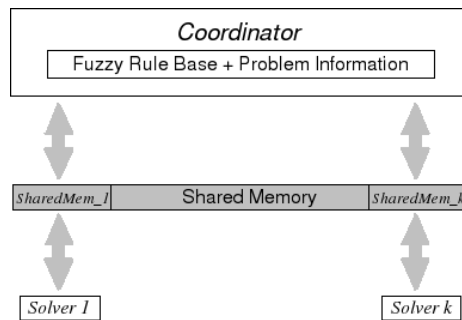 Coordinator
Fuzzy Rule Base + Problem Information
SharedMem_1 Shared Memory SharedMem_k
Solver 1 Solver k